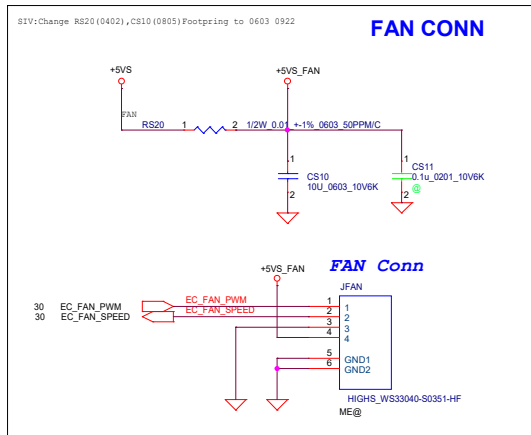 SIV:Change RS20(0402),CS10(0805)Footpring to 0603 0922
FAN CONN
+5VS
+5VS_FAN
FAN
RS20 1 2 1/2W_0.01_+-1%_0603_50PPM/C
1
CS10
10U_0603_10V6K
2
1
CS11
0.1u_0201_10V6K
@
2
+5VS_FAN
FAN Conn
JFAN
30 EC_FAN_PWM EC_FAN_PWM 1 1
30 EC_FAN_SPEED EC_FAN_SPEED 2 2
3 3
4 4
5 GND1
6 GND2
HIGHS_WS33040-S0351-HF
ME@